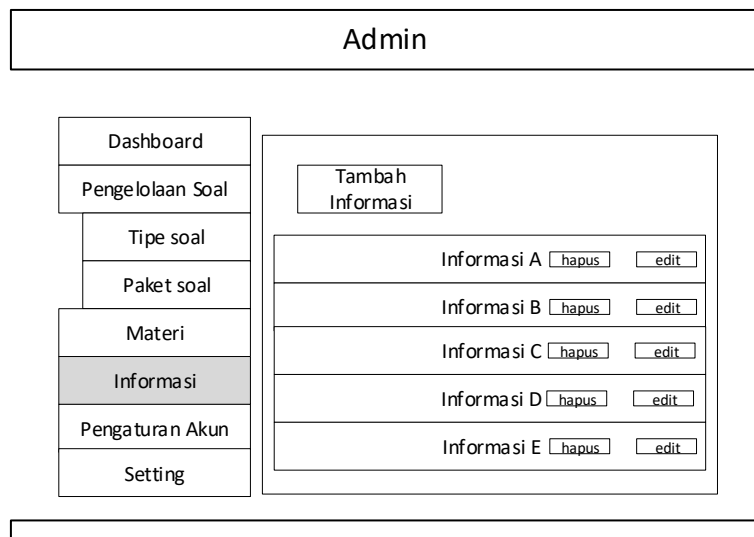 Admin
Dashboard
Pengelolaan Soal
Tipe soal
Paket soal
Materi
Informasi
Pengaturan Akun
Setting
Tambah
Informasi
Informasi A hapus edit
Informasi B hapus edit
Informasi C hapus edit
Informasi D hapus edit
Informasi E hapus edit